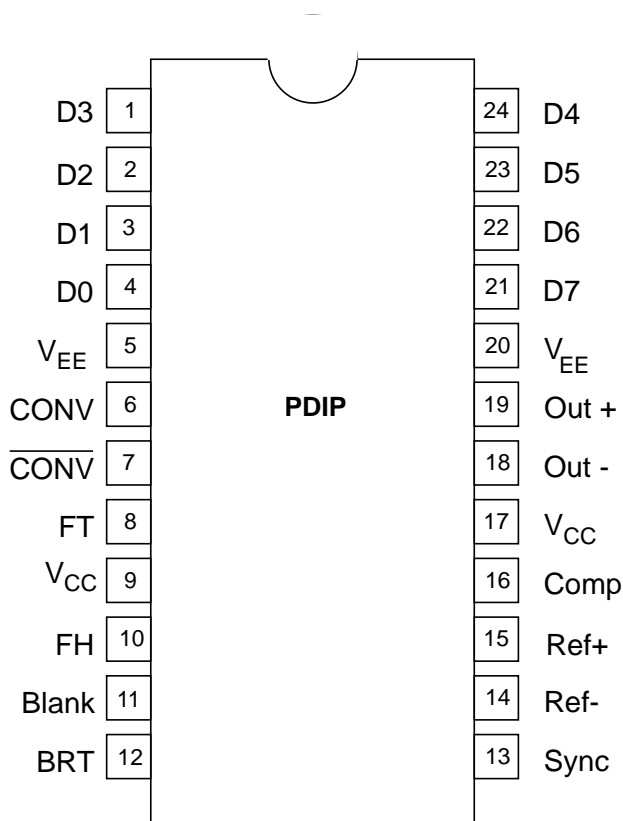 D3 1 24 D4
D2 2 23 D5
D1 3 22 D6
D0 4 21 D7
VEE 5 20 VEE
CONV 6 PDIP 19 Out +
CONV 7 18 Out -
FT 8 17 VCC
VCC 9 16 Comp
FH 10 15 Ref+
Blank 11 14 Ref-
BRT 12 13 Sync